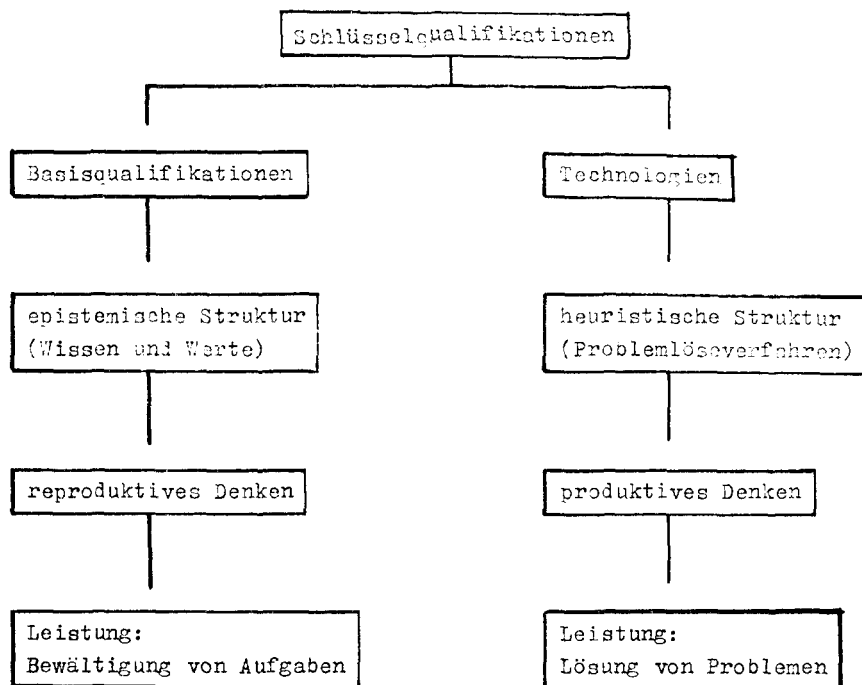 Schlüsselqualifikationen
Basisqualifikationen
Technologien
epistemische Struktur
(Wissen und Werte)
heuristische Struktur
(Problemlöseverfahren)
reproduktives Denken
produktives Denken
Leistung:
Bewältigung von Aufgaben
Leistung:
Lösung von Problemen